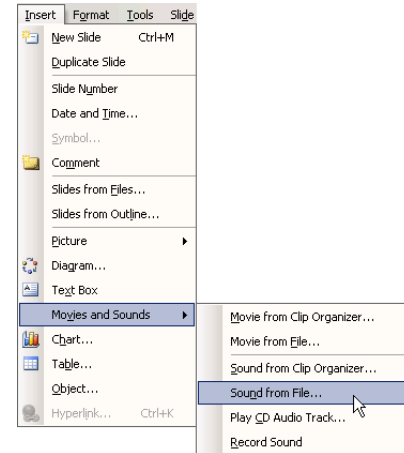 Insert Format Tools Slide
New Slide Ctrl+M
Duplicate Slide
Slide Number
Date and Time...
Symbol...
Comment
Slides from Files...
Slides from Outline...
Picture
Diagram...
Text Box
Movies and Sounds
Chart...
Table...
Object...
Hyperlink... Ctrl+K
Movie from Clip Organizer...
Movie from File...
Sound from Clip Organizer...
Sound from File...
Play CD Audio Track...
Record Sound